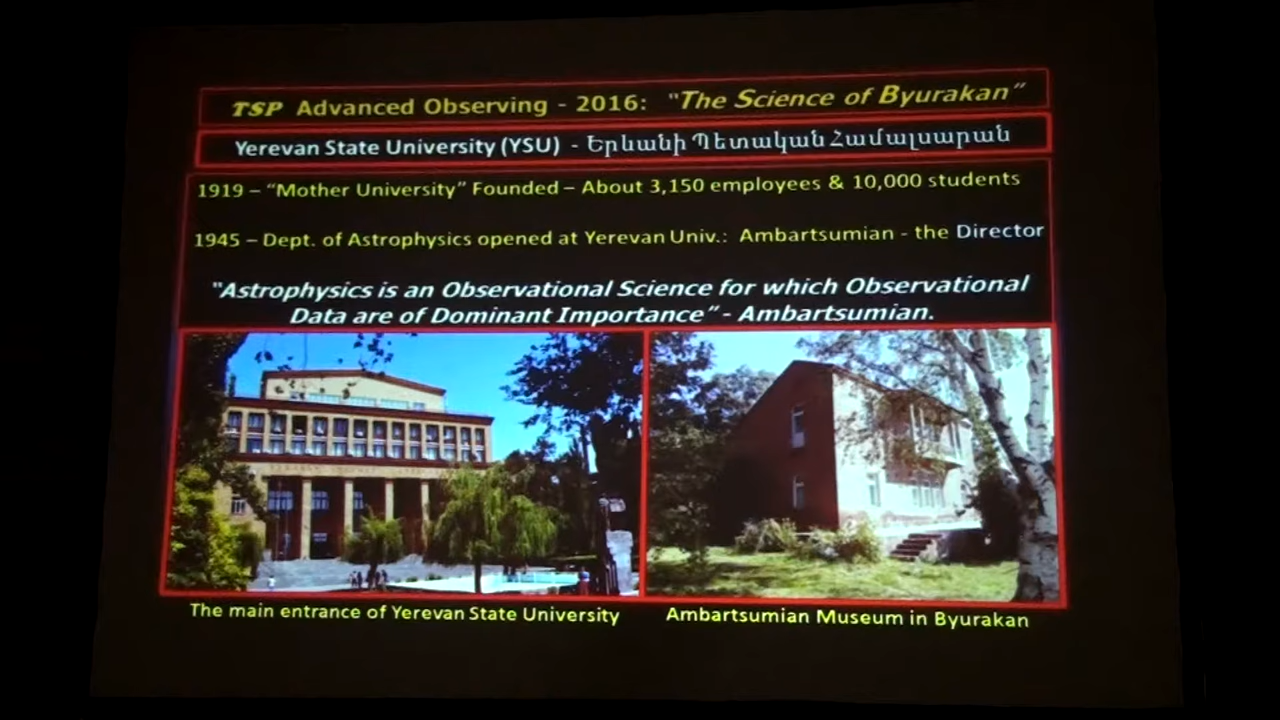 TSP Advanced Observing - 2016: "The Science of Byurakan"
Yerevan State University (YSU) - Երևանի Պետական Համալսարան
1919 – "Mother University" Founded – About 3,150 employees & 10,000 students
1945 – Dept. of Astrophysics opened at Yerevan Univ.: Ambartsumian - the Director
"Astrophysics is an Observational Science for which Observational
Data are of Dominant Importance" - Ambartsumian.
The main entrance of Yerevan State University
Ambartsumian Museum in Byurakan